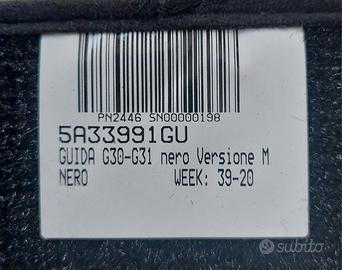 PN2446 SN00000198
5A33991GU
GUIDA G30-G31 nero Versione M
NERO WEEK: 39-20
subito